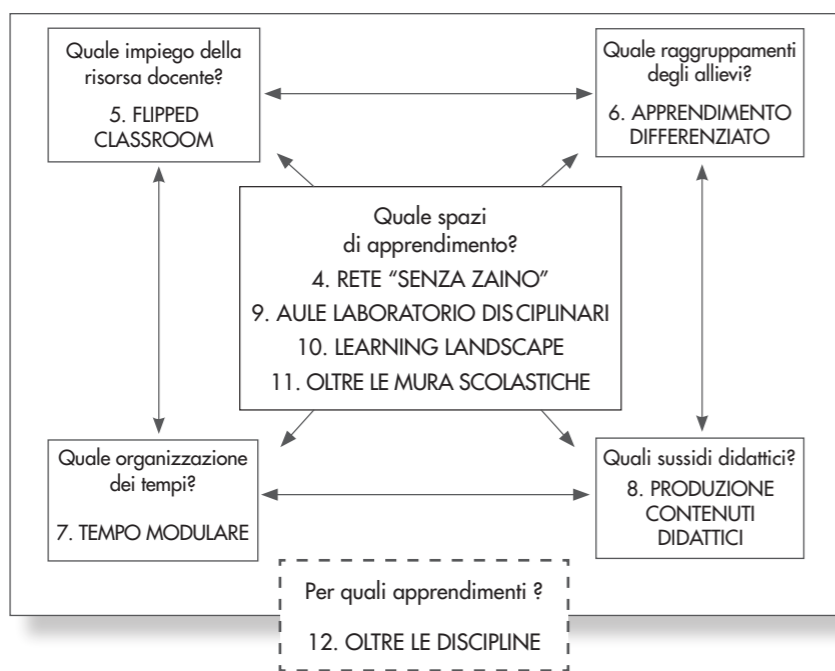 Quale impiego della
risorsa docente?
5. FLIPPED
CLASSROOM
Quale raggruppamenti
degli allievi?
6. APPRENDIMENTO
DIFFERENZIATO
Quale spazi
di apprendimento?
4. RETE “SENZA ZAINO”
9. AULE LABORATORIO DISCIPLINARI
10. LEARNING LANDSCAPE
11. OLTRE LE MURA SCOLASTICHE
Quale organizzazione
dei tempi?
7. TEMPO MODULARE
Quali sussidi didattici?
8. PRODUZIONE
CONTENUTI
DIDATTICI
Per quali apprendimenti ?
12. OLTRE LE DISCIPLINE